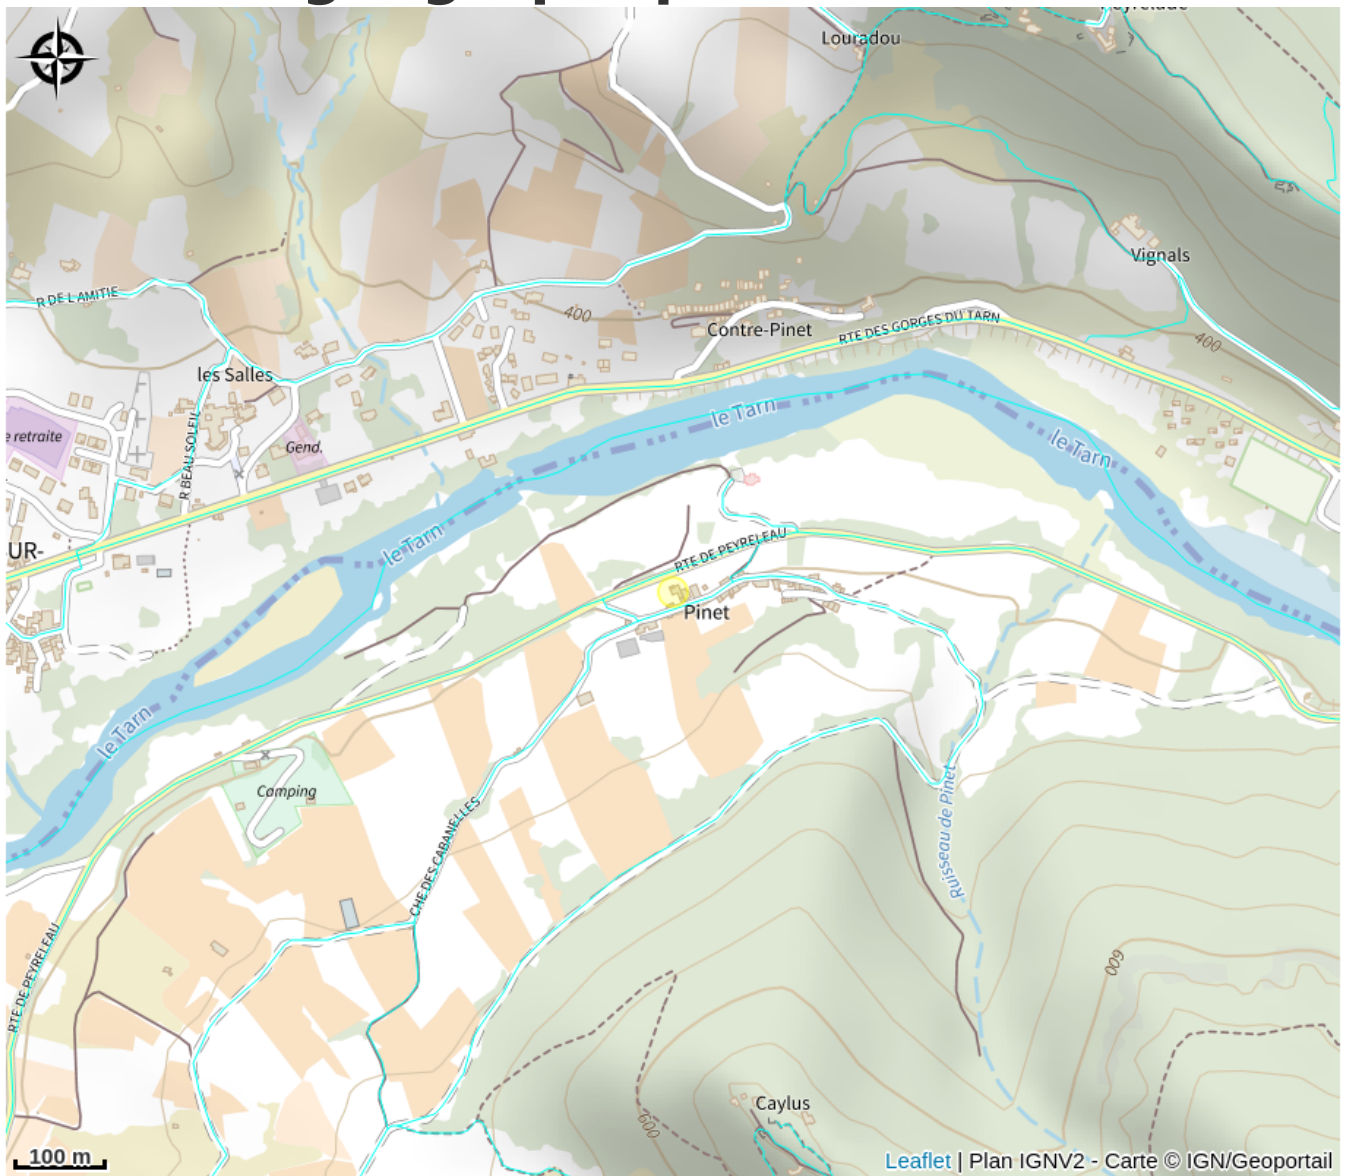 Louradou
Vignals
R DE L AMITIE
400
Contre-Pinet
RTE DES GORGES DU TARN
400
les Salles
le Tarn
e retraite
R BEAU SOLEIL
Gend.
le Tarn
UR-
le Tarn
RTE DE PEYRELEAU
Pinet
le Tarn
Camping
CHE DES CABANELLES
Ruisseau de Pinet
RTE DE PEYRELEAU
600
Caylus
600
100 m
Leaflet | Plan IGNV2 - Carte © IGN/Geoportail